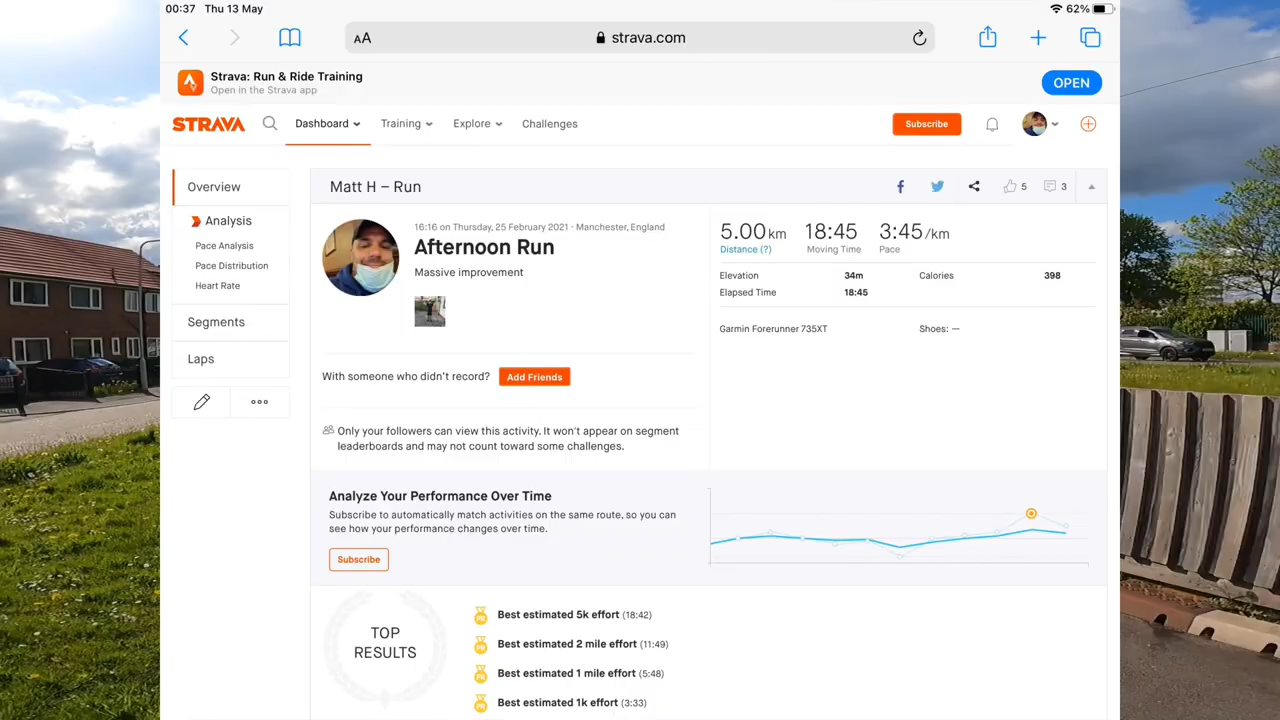 00:37 Thu 13 May
62%
AA
strava.com
Strava: Run & Ride Training
Open in the Strava app
OPEN
STRAVA
Dashboard
Training
Explore
Challenges
Subscribe
Overview
Analysis
Pace Analysis
Pace Distribution
Heart Rate
Segments
Laps
Matt H – Run
5
3
16:16 on Thursday, 25 February 2021 · Manchester, England
Afternoon Run
Massive improvement
With someone who didn't record? Add Friends
Only your followers can view this activity. It won't appear on segment
leaderboards and may not count toward some challenges.
5.00 km 18:45 3:45/km
Distance (?) Moving Time Pace
Elevation 34m Calories 398
Elapsed Time 18:45
Garmin Forerunner 735XT Shoes: —
Analyze Your Performance Over Time
Subscribe to automatically match activities on the same route, so you can
see how your performance changes over time.
Subscribe
TOP
RESULTS
PR Best estimated 5k effort (18:42)
PR Best estimated 2 mile effort (11:49)
PR Best estimated 1 mile effort (5:48)
PR Best estimated 1k effort (3:33)